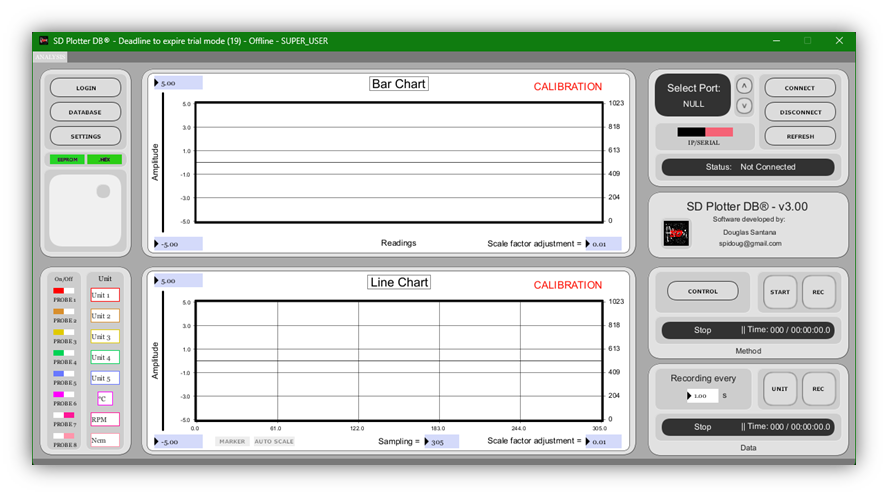 SD Plotter DB® - Deadline to expire trial mode (19) - Offline - SUPER_USER
ANALYSIS
LOGIN
DATABASE
SETTINGS
EEPROM .HEX
5.00
Bar Chart
CALIBRATION
5.0
3.0
1.0
-1.0
-3.0
-5.0
Amplitude
1023
818
613
409
204
0
-5.00
Readings
Scale factor adjustment = 0.01
Select Port:
NULL
˄
˅
CONNECT
DISCONNECT
REFRESH
IP/SERIAL
Status: Not Connected
SD Plotter DB® - v3.00
Software developed by:
Douglas Santana
spidoug@gmail.com
On/Off Unit
PROBE 1 Unit 1
PROBE 2 Unit 2
PROBE 3 Unit 3
PROBE 4 Unit 4
PROBE 5 Unit 5
PROBE 6 °C
PROBE 7 RPM
PROBE 8 Ncm
5.00
Line Chart
CALIBRATION
5.0
3.0
1.0
-1.0
-3.0
-5.0
Amplitude
1023
818
613
409
204
0
0.0 61.0 122.0 183.0 244.0 305.0
-5.00
MARKER AUTO SCALE
Sampling = 305
Scale factor adjustment = 0.01
CONTROL START REC
Stop || Time: 000 / 00:00:00.0
Method
Recording every
1.00 S
UNIT REC
Stop || Time: 000 / 00:00:00.0
Data